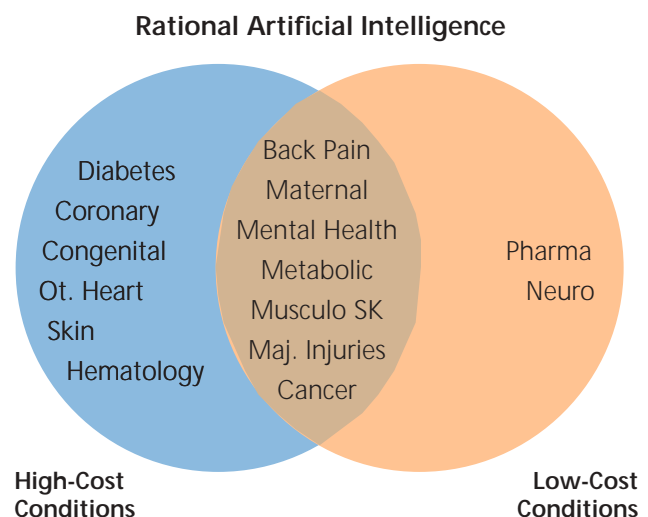 Rational Artificial Intelligence
Diabetes
Coronary
Congenital
Ot. Heart
Skin
Hematology
Back Pain
Maternal
Mental Health
Metabolic
Musculo SK
Maj. Injuries
Cancer
Pharma
Neuro
High-Cost
Conditions
Low-Cost
Conditions